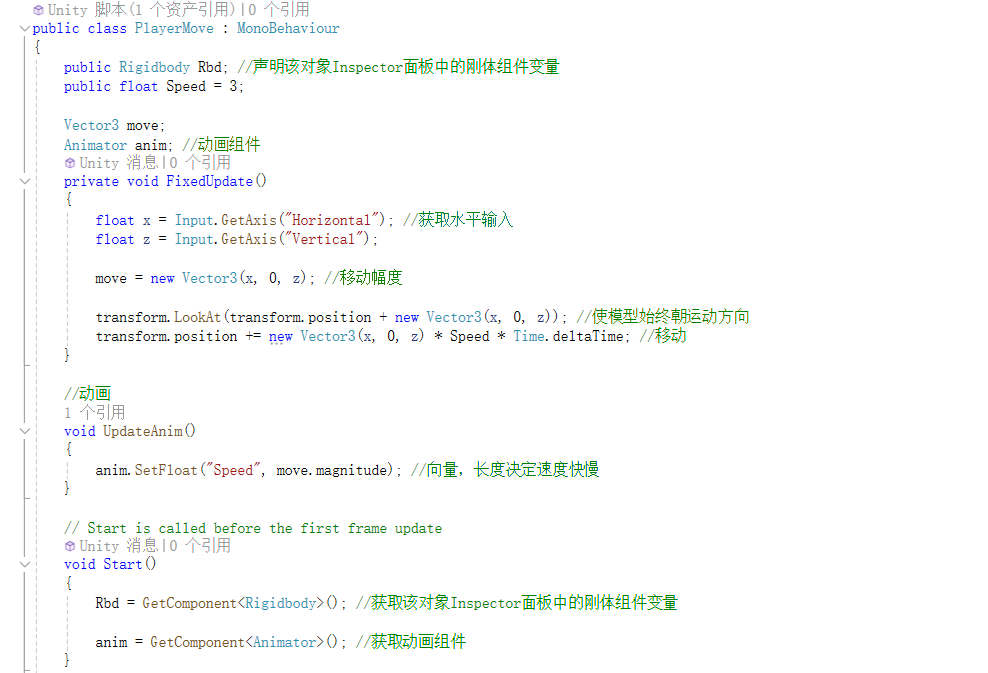 Unity 脚本(1 个资产引用)|0 个引用
public class PlayerMove : MonoBehaviour
{
public Rigidbody Rbd; //声明该对象Inspector面板中的刚体组件变量
public float Speed = 3;
Vector3 move;
Animator anim; //动画组件
Unity 消息|0 个引用
private void FixedUpdate()
{
float x = Input.GetAxis("Horizontal"); //获取水平输入
float z = Input.GetAxis("Vertical");
move = new Vector3(x, 0, z); //移动幅度
transform.LookAt(transform.position + new Vector3(x, 0, z)); //使模型始终朝运动方向
transform.position += new Vector3(x, 0, z) * Speed * Time.deltaTime; //移动
}
//动画
1 个引用
void UpdateAnim()
{
anim.SetFloat("Speed", move.magnitude); //向量，长度决定速度快慢
}
// Start is called before the first frame update
Unity 消息|0 个引用
void Start()
{
Rbd = GetComponent<Rigidbody>(); //获取该对象Inspector面板中的刚体组件变量
anim = GetComponent<Animator>(); //获取动画组件
}